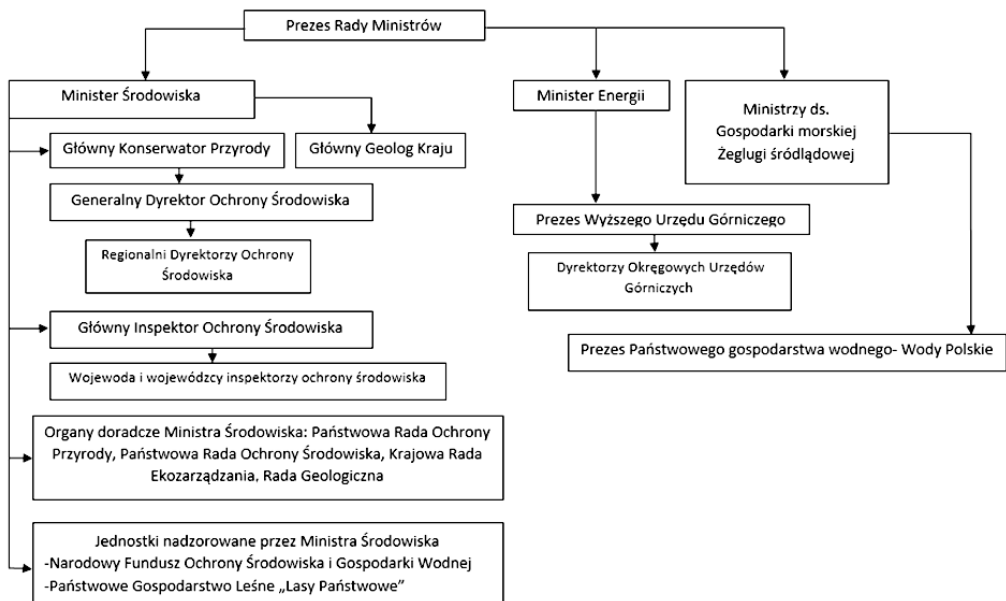 Prezes Rady Ministrów
Minister Środowiska
Minister Energii
Ministrzy ds.
Gospodarki morskiej
Żeglugi śródlądowej
Główny Konserwator Przyrody
Główny Geolog Kraju
Generalny Dyrektor Ochrony Środowiska
Prezes Wyższego Urzędu Górniczego
Regionalni Dyrektorzy Ochrony
Środowiska
Dyrektorzy Okręgowych Urzędów
Górniczych
Główny Inspektor Ochrony Środowiska
Prezes Państwowego gospodarstwa wodnego- Wody Polskie
Wojewoda i wojewódzcy inspektorzy ochrony środowiska
Organy doradcze Ministra Środowiska: Państwowa Rada Ochrony
Przyrody, Państwowa Rada Ochrony Środowiska, Krajowa Rada
Ekozarządzania, Rada Geologiczna
Jednostki nadzorowane przez Ministra Środowiska
-Narodowy Fundusz Ochrony Środowiska i Gospodarki Wodnej
-Państwowe Gospodarstwo Leśne „Lasy Państwowe”